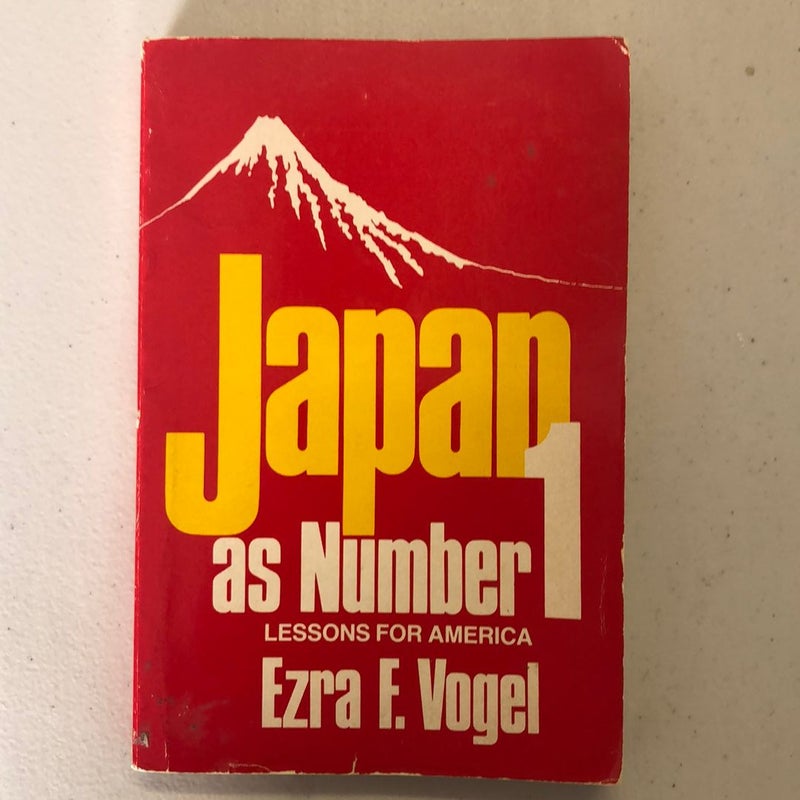 Japan
as Number 1
LESSONS FOR AMERICA
Ezra F. Vogel